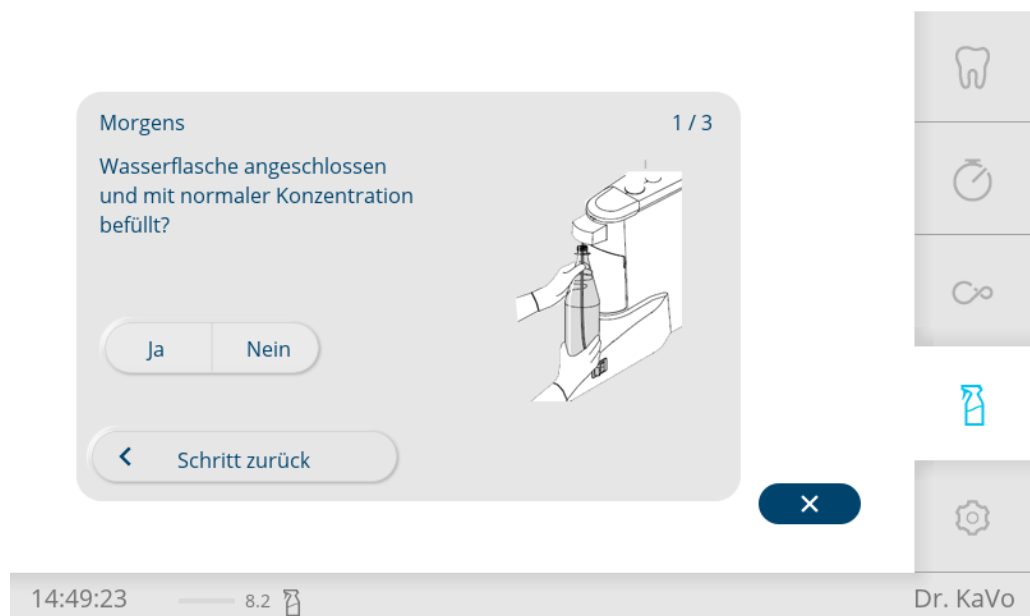 Morgens
1 / 3
Wasserflasche angeschlossen
und mit normaler Konzentration
befüllt?
Ja
Nein
Schritt zurück
14:49:23
8.2
Dr. KaVo